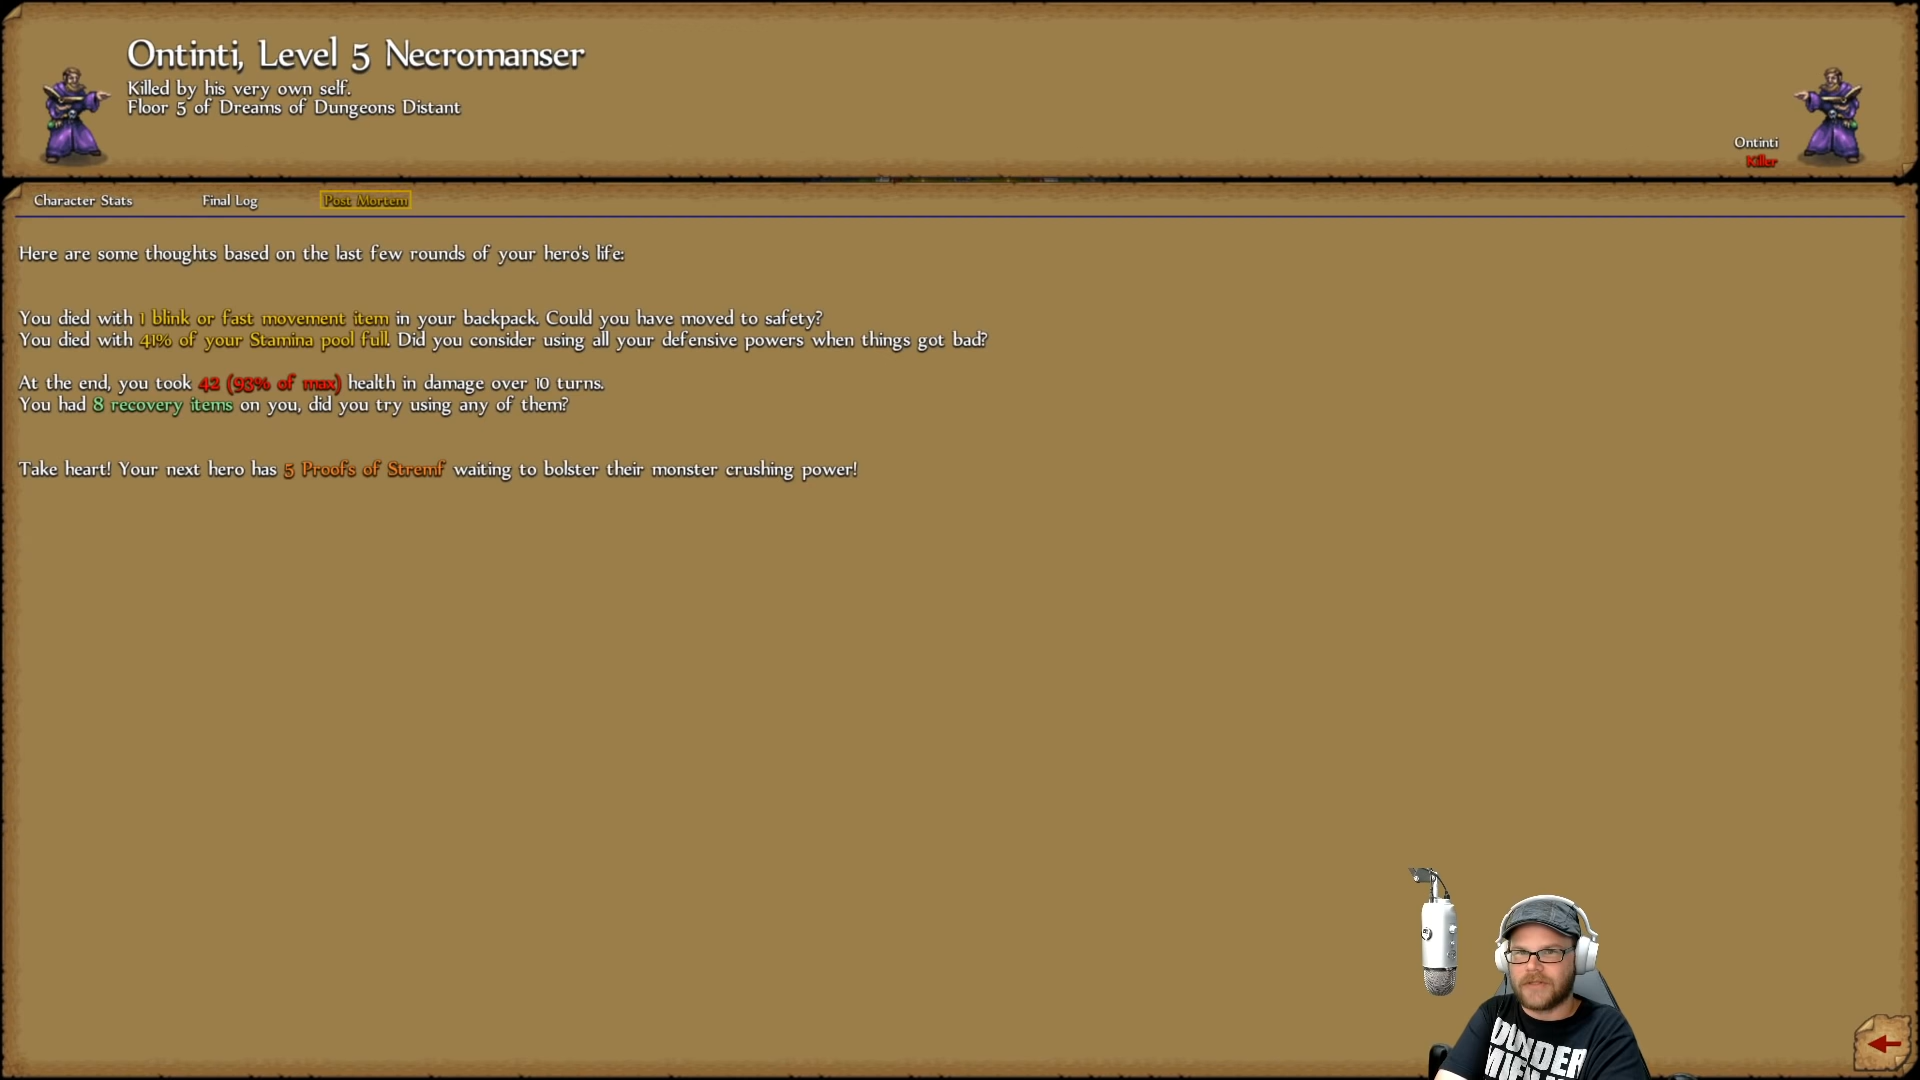 Ontinti, Level 5 Necromanser
Killed by his very own self.
Floor 5 of Dreams of Dungeons Distant
Ontinti
Killer
Character Stats Final Log Post Mortem
Here are some thoughts based on the last few rounds of your hero's life:
You died with 1 blink or fast movement item in your backpack. Could you have moved to safety?
You died with 41% of your Stamina pool full. Did you consider using all your defensive powers when things got bad?
At the end, you took 42 (93% of max) health in damage over 10 turns.
You had 8 recovery items on you, did you try using any of them?
Take heart! Your next hero has 5 Proofs of Stremf waiting to bolster their monster crushing power!
DUNDER